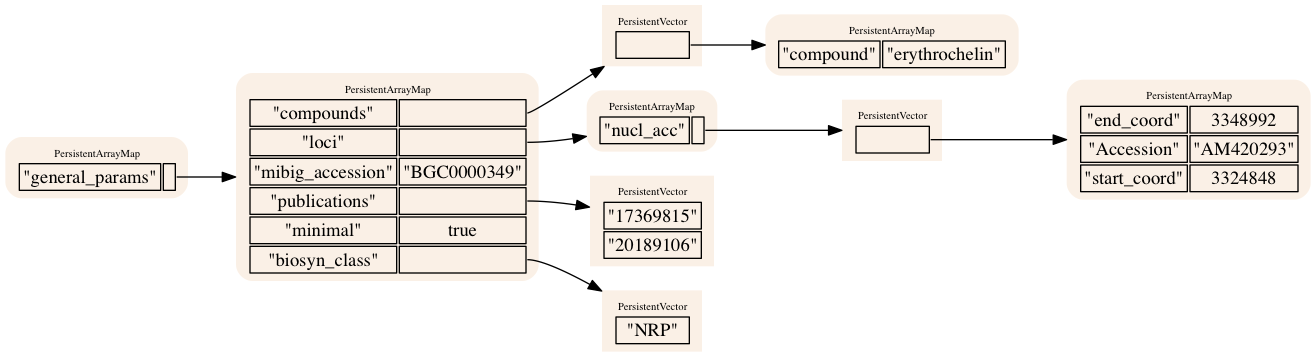 PersistentArrayMap
"general_params"
PersistentArrayMap
"compounds"
"loci"
"mibig_accession" "BGC0000349"
"publications"
"minimal" true
"biosyn_class"
PersistentVector
PersistentArrayMap
"compound" "erythrochelin"
PersistentArrayMap
"nucl_acc"
PersistentVector
PersistentArrayMap
"end_coord" 3348992
"Accession" "AM420293"
"start_coord" 3324848
PersistentVector
"17369815"
"20189106"
PersistentVector
"NRP"